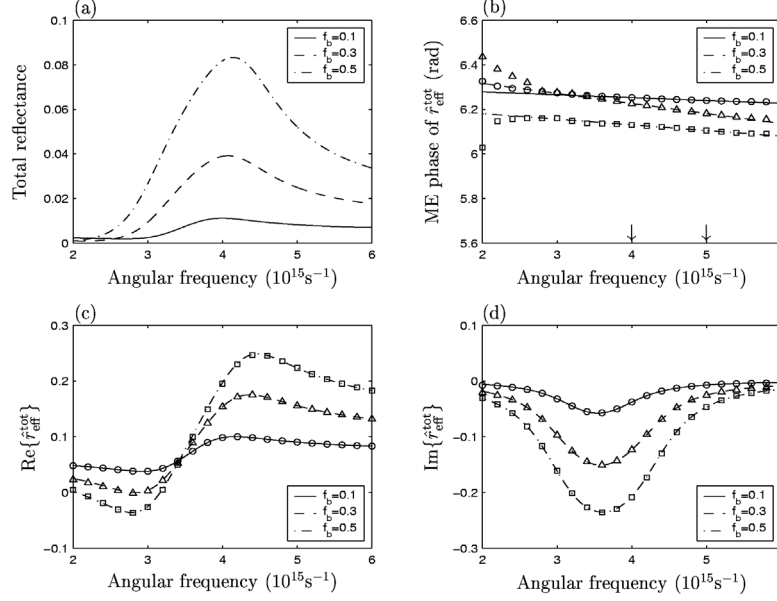 (a)
0.1
0.08
0.06
0.04
0.02
0
2
3
4
5
6
Total reflectance
Angular frequency (10¹⁵s⁻¹)
f_b=0.1
f_b=0.3
f_b=0.5
(b)
6.6
6.4
6.2
6
5.8
5.6
2
3
4
5
ME phase of r̂_eff^tot (rad)
Angular frequency (10¹⁵s⁻¹)
f_b=0.1
f_b=0.3
f_b=0.5
(c)
0.3
0.2
0.1
0
−0.1
2
3
4
5
6
Re{r̂_eff^tot}
Angular frequency (10¹⁵s⁻¹)
f_b=0.1
f_b=0.3
f_b=0.5
(d)
0.1
0
−0.1
−0.2
−0.3
2
3
4
5
Im{r̂_eff^tot}
Angular frequency (10¹⁵s⁻¹)
f_b=0.1
f_b=0.3
f_b=0.5